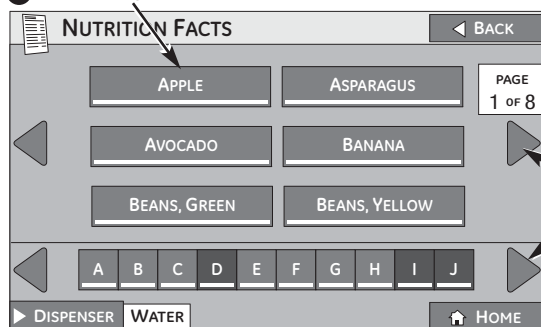 NUTRITION FACTS
BACK
APPLE
ASPARAGUS
PAGE
1 OF 8
AVOCADO
BANANA
BEANS, GREEN
BEANS, YELLOW
A B C D E F G H I J
DISPENSER WATER
HOME